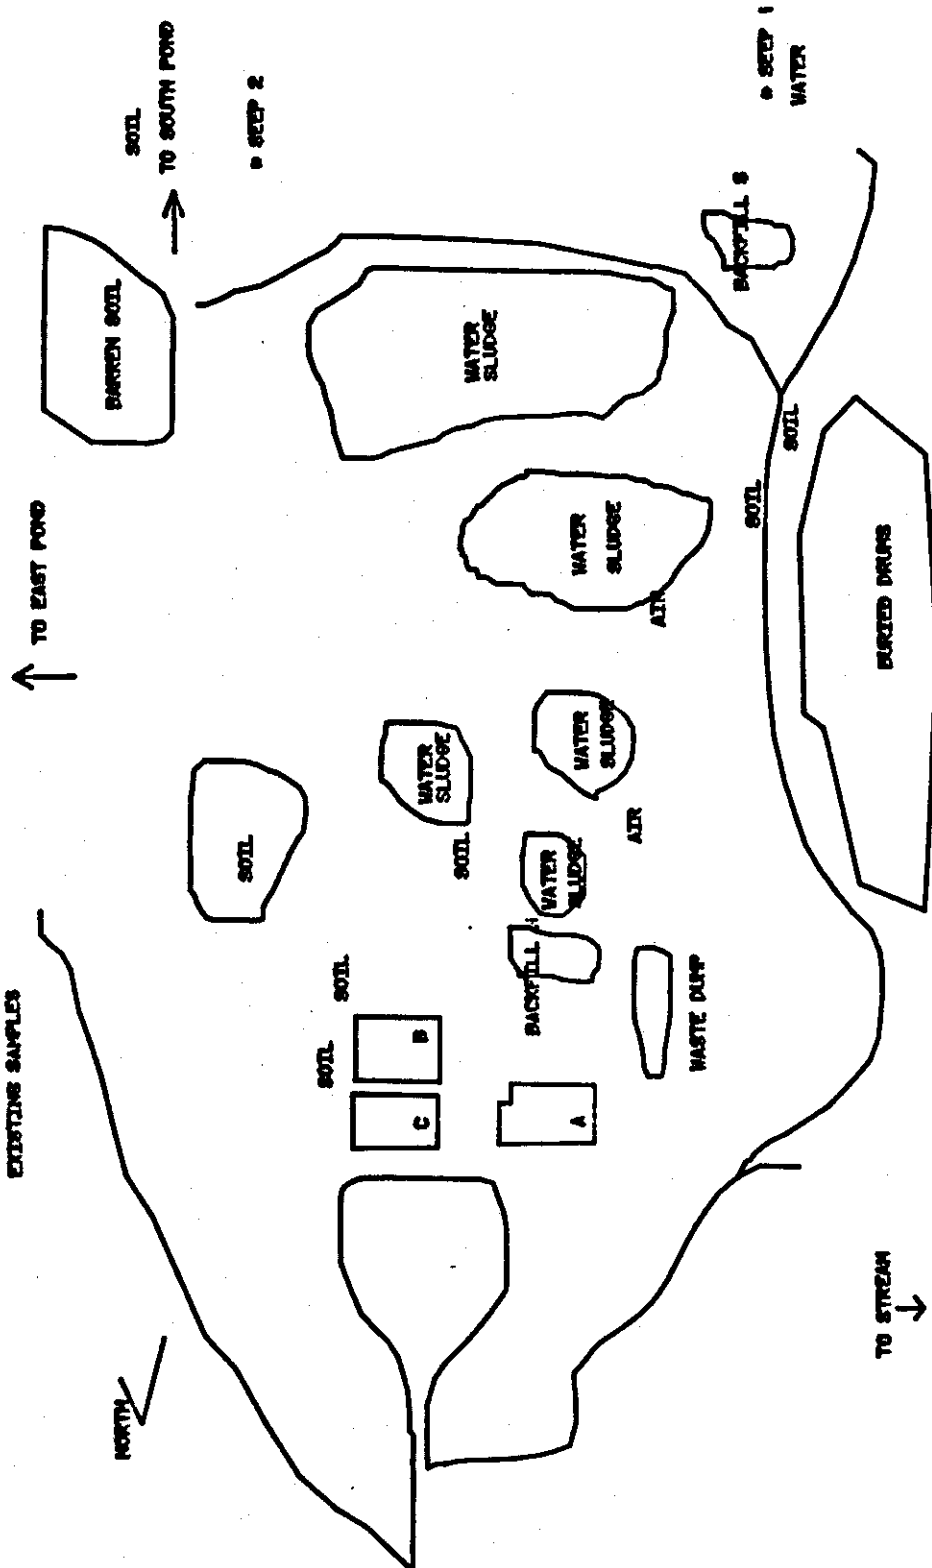 EXISTING SAMPLES
TO EAST POND
BARREN SOIL
NORTH
SOIL
TO SOUTH POND
SOIL
SEEP 2
SOIL
SOIL
C
B
WATER
SLUDGE
SOIL
WATER
SLUDGE
BACKFILL
WATER
SLUDGE
A
WATER
SLUDGE
WATER
SLUDGE
AIR
AIR
WASTE DUMP
BACKFILL S
SOIL
SEEP 1
WATER
SOIL
TO STREAM
BURIED DRUMS